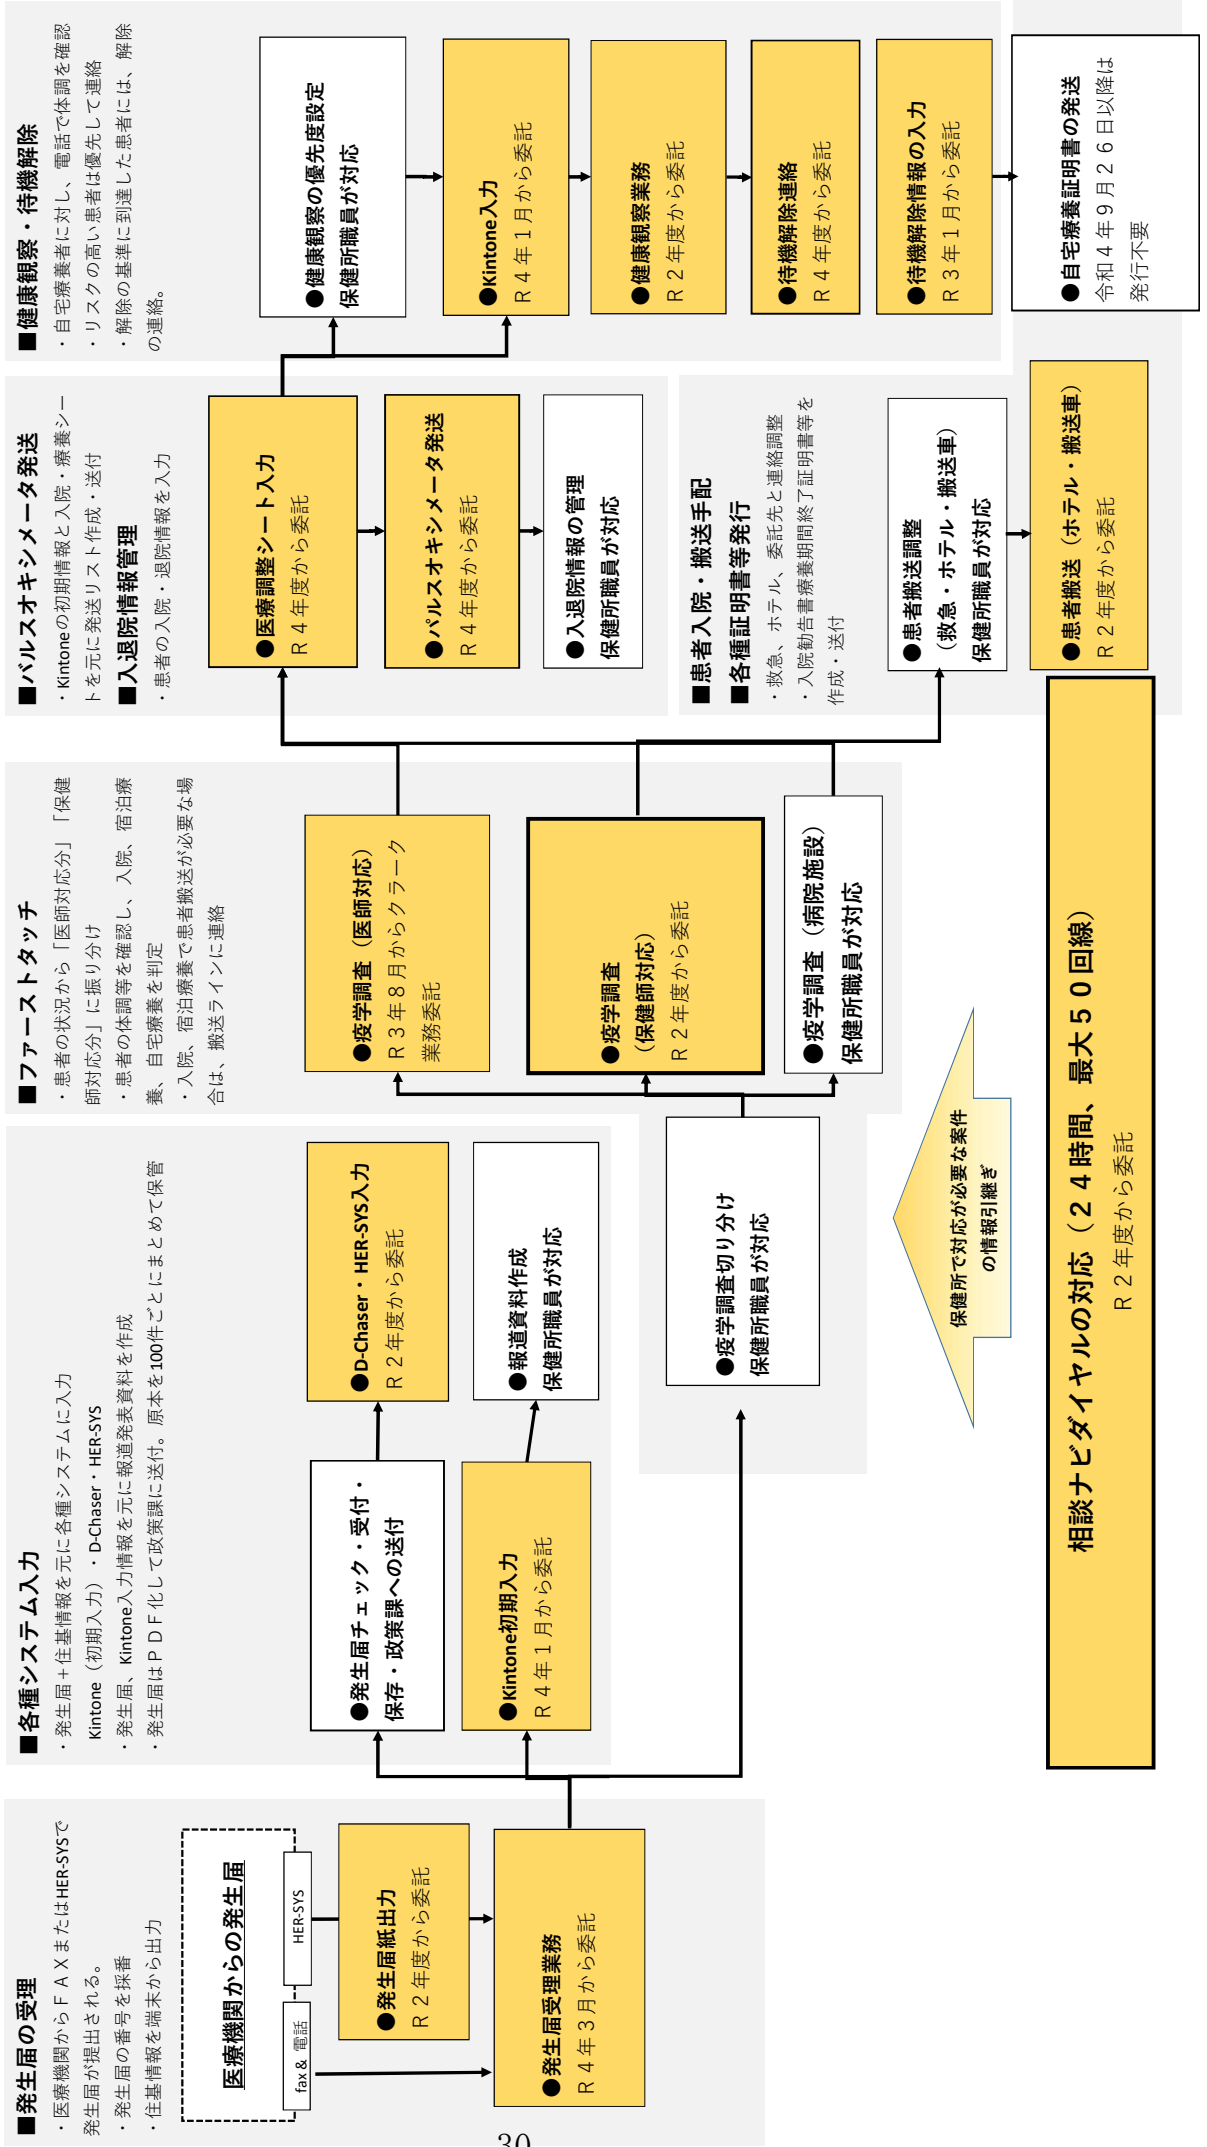 ■発生届の受理
・医療機関からＦＡＸまたはHER-SYSで
発生届が提出される。
・発生届の番号を採番
・住基情報を端末から出力
医療機関からの発生届
fax＆ 電話
HER-SYS
●発生届紙出力
Ｒ２年度から委託
●発生届受理業務
Ｒ４年３月から委託
■各種システム入力
・発生届＋住基情報を元に各種システムに入力
Kintone（初期入力）・D-Chaser・HER-SYS
・発生届、Kintone入力情報を元に報道発表資料を作成
・発生届はＰＤＦ化して政策課に送付。原本を100件ごとにまとめて保管
●発生届チェック・受付・
保存・政策課への送付
●Kintone初期入力
Ｒ４年１月から委託
●D-Chaser・HER-SYS入力
Ｒ２年度から委託
●報道資料作成
保健所職員が対応
●疫学調査切り分け
保健所職員が対応
■ファーストタッチ
・患者の状況から「医師対応分」「保健
師対応分」に振り分け
・患者の体調等を確認し、入院、宿泊療
養、自宅療養を判定
・入院、宿泊療養で患者搬送が必要な場
合は、搬送ラインに連絡
●疫学調査（医師対応）
Ｒ３年８月からクラーク
業務委託
●疫学調査
（保健師対応）
Ｒ２年度から委託
●疫学調査（病院施設）
保健所職員が対応
■パルスオキシメータ発送
・Kintoneの初期情報と入院・療養シー
トを元に発送リスト作成・送付
■入退院情報管理
・患者の入院・退院情報を入力
●医療調整シート入力
Ｒ４年度から委託
●パルスオキシメータ発送
Ｒ４年度から委託
●入退院情報の管理
保健所職員が対応
■患者入院・搬送手配
■各種証明書等発行
・救急、ホテル、委託先と連絡調整
・入院勧告書療養期間終了証明書等を
作成・送付
●患者搬送調整
（救急・ホテル・搬送車）
保健所職員が対応
●患者搬送（ホテル・搬送車）
Ｒ２年度から委託
■健康観察・待機解除
・自宅療養者に対し、電話で体調を確認
・リスクの高い患者は優先して連絡
・解除の基準に到達した患者には、解除
の連絡。
●健康観察の優先度設定
保健所職員が対応
●Kintone入力
Ｒ４年１月から委託
●健康観察業務
Ｒ２年度から委託
●待機解除連絡
Ｒ４年度から委託
●待機解除情報の入力
Ｒ３年１月から委託
●自宅療養証明書の発送
令和４年９月２６日以降は
発行不要
保健所で対応が必要な案件
の情報引継ぎ
相談ナビダイヤルの対応（２４時間、最大５０回線）
Ｒ２年度から委託
30